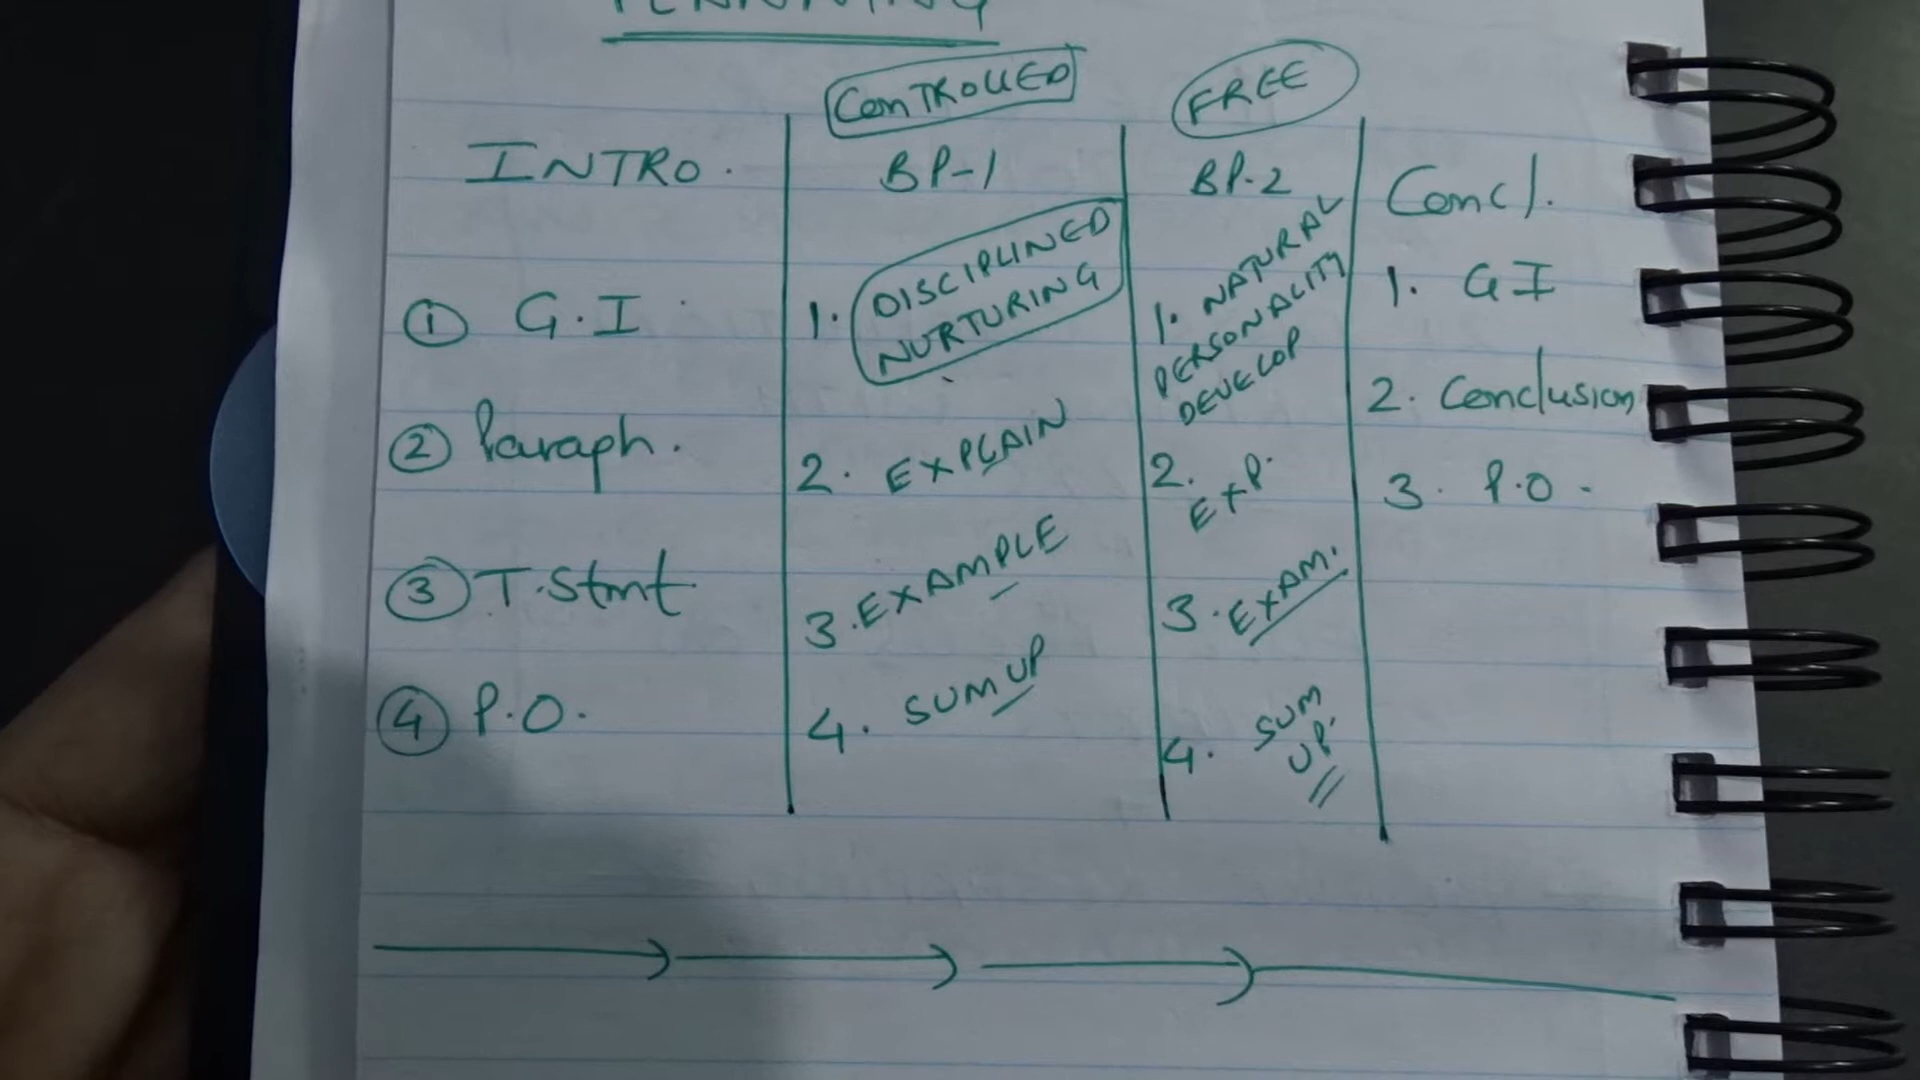 PLANNING
CONTROLLED
FREE
INTRO.
BP-1
BP.2
Concl.
① G.I
1. DISCIPLINED
NURTURING
1. NATURAL
PERSONALITY
DEVELOP
1. GI
② Paraph.
2. EXPLAIN
2.
EXP.
2. Conclusion
③ T.Stmt
3. EXAMPLE
3. EXAM.
3. P.O.
④ P.O.
4. SUM UP
4. SUM
UP.